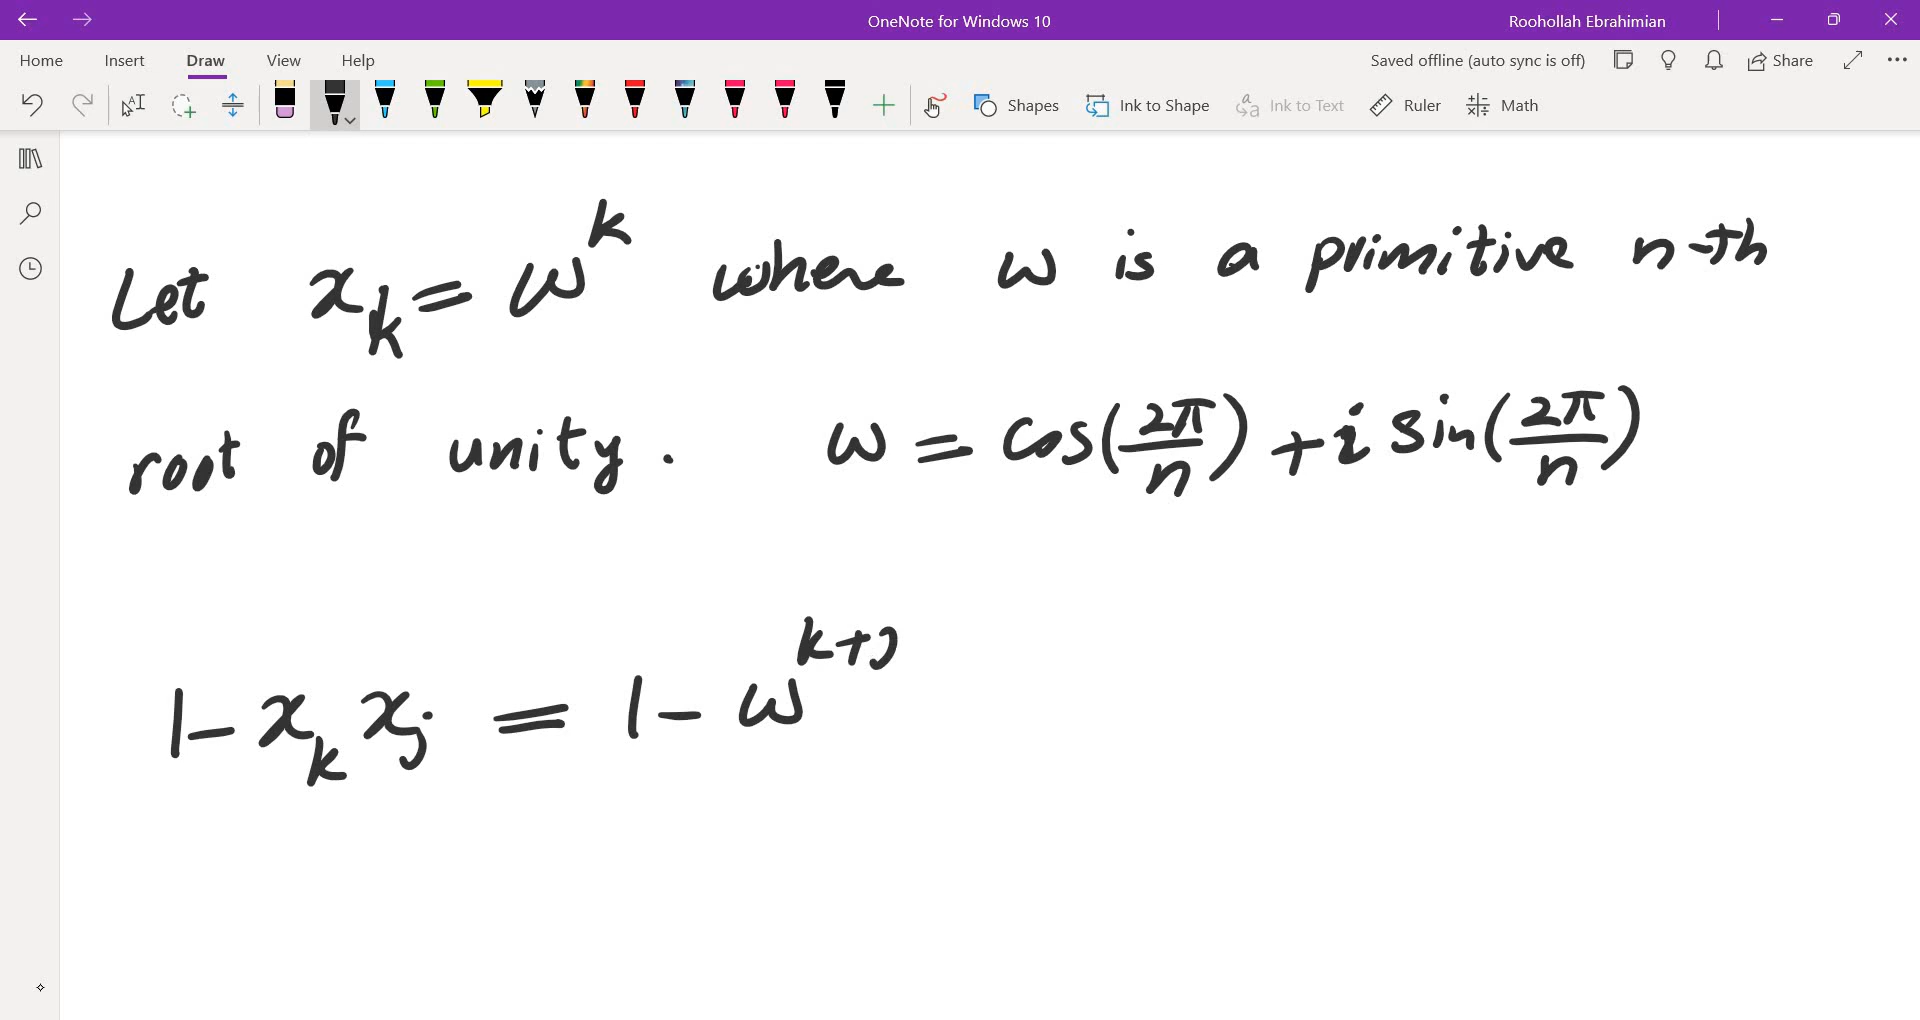 OneNote for Windows 10
Roohollah Ebrahimian
Home Insert Draw View Help
Saved offline (auto sync is off) Share
Shapes Ink to Shape Ink to Text Ruler Math
Let x_k = ω^k where ω is a primitive n-th
root of unity. ω = cos(2π/n) + i sin(2π/n)
1 - x_k x_j = 1 - ω^{k+j}